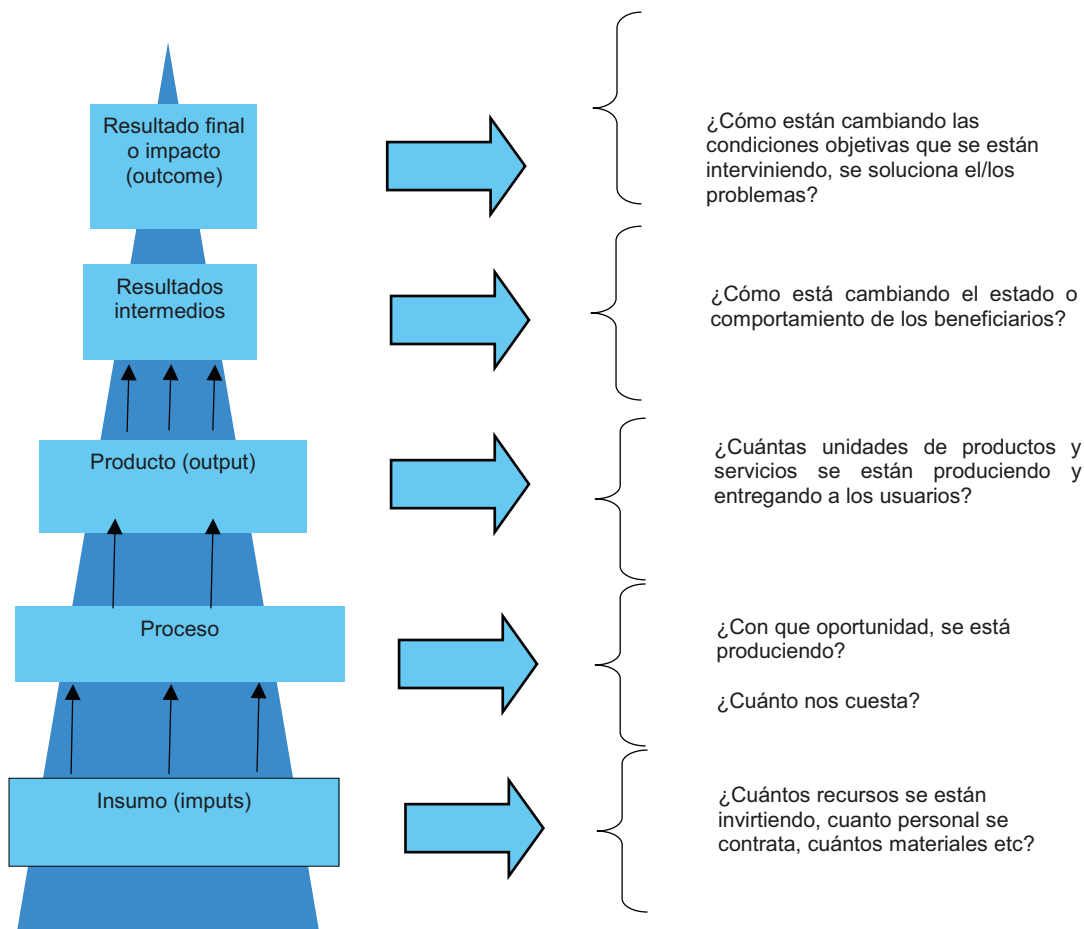 Resultado final
o impacto
(outcome)
¿Cómo están cambiando las
condiciones objetivas que se están
interviniendo, se soluciona el/los
problemas?
Resultados
intermedios
¿Cómo está cambiando el estado o
comportamiento de los beneficiarios?
Producto (output)
¿Cuántas unidades de productos y
servicios se están produciendo y
entregando a los usuarios?
Proceso
¿Con que oportunidad, se está
produciendo?
¿Cuánto nos cuesta?
Insumo (imputs)
¿Cuántos recursos se están
invirtiendo, cuanto personal se
contrata, cuántos materiales etc?